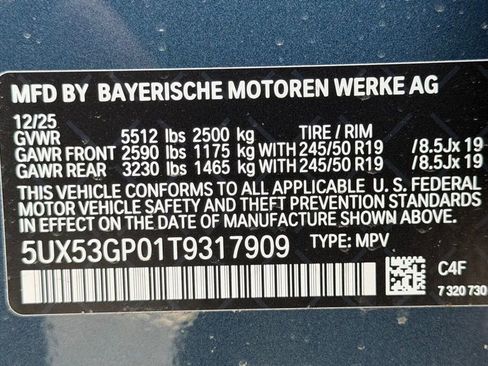 MFD BY BAYERISCHE MOTOREN WERKE AG
12/25
GVWR 5512 lbs 2500 kg TIRE / RIM
GAWR FRONT 2590 lbs 1175 kg WITH 245/50 R19 /8.5Jx 19
GAWR REAR 3230 lbs 1465 kg WITH 245/50 R19 /8.5Jx 19
THIS VEHICLE CONFORMS TO ALL APPLICABLE U.S. FEDERAL
MOTOR VEHICLE SAFETY AND THEFT PREVENTION STANDARDS
IN EFFECT ON THE DATE OF MANUFACTURE SHOWN ABOVE.
5UX53GP01T9317909 TYPE: MPV
C4F
7 320 730